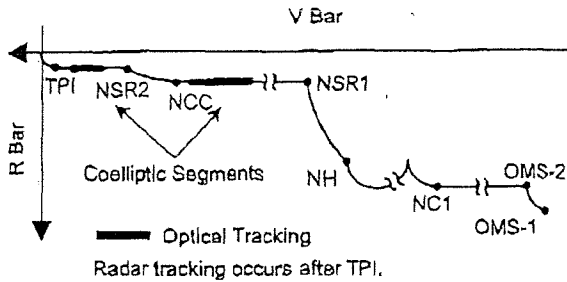 V Bar
R Bar
TPI
NSR2
NCC
NSR1
Coelliptic Segments
NH
NC1
OMS-2
OMS-1
Optical Tracking
Radar tracking occurs after TPI.